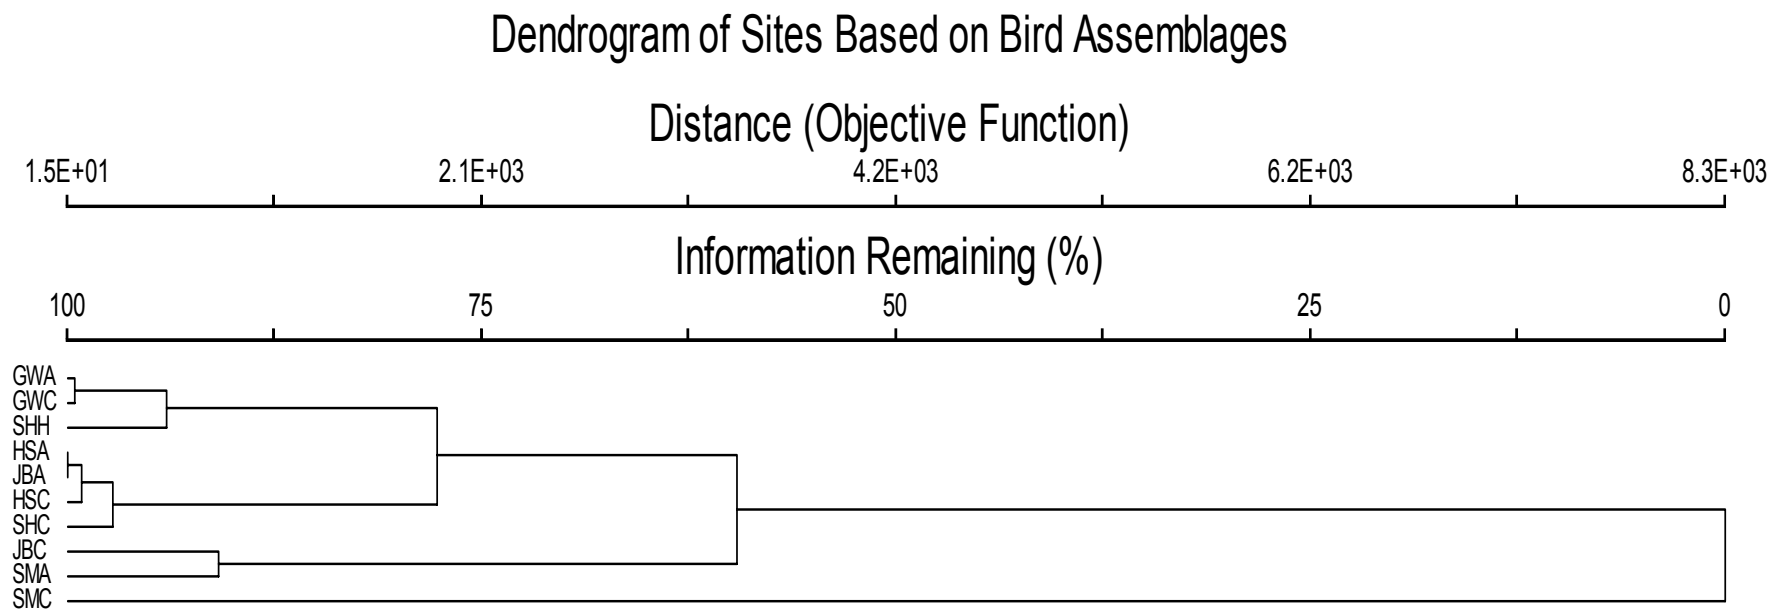 Dendrogram of Sites Based on Bird Assemblages
Distance (Objective Function)
1.5E+01 2.1E+03 4.2E+03 6.2E+03 8.3E+03
Information Remaining (%)
100 75 50 25 0
GWA
GWC
SHH
HSA
JBA
HSC
SHC
JBC
SMA
SMC